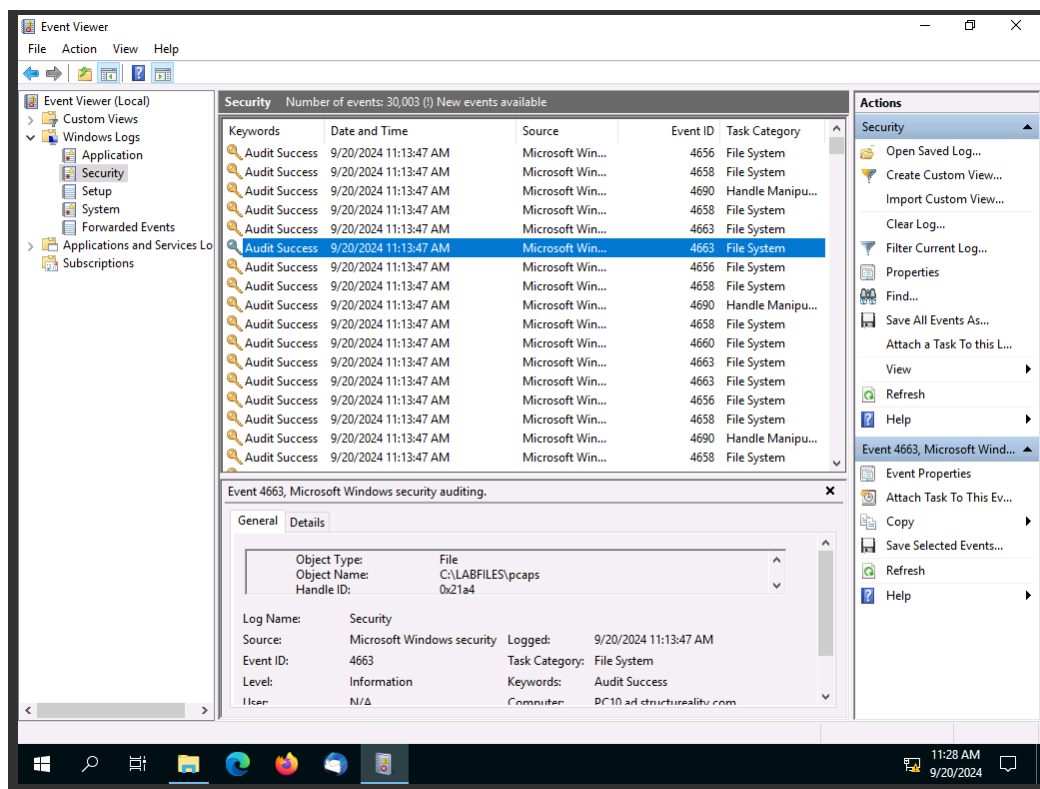 Event Viewer
File Action View Help
Event Viewer (Local)
Custom Views
Windows Logs
Application
Security
Setup
System
Forwarded Events
Applications and Services Lo
Subscriptions
Security Number of events: 30,003 (!) New events available
Keywords Date and Time Source Event ID Task Category
Audit Success 9/20/2024 11:13:47 AM Microsoft Win... 4656 File System
Audit Success 9/20/2024 11:13:47 AM Microsoft Win... 4658 File System
Audit Success 9/20/2024 11:13:47 AM Microsoft Win... 4690 Handle Manipu...
Audit Success 9/20/2024 11:13:47 AM Microsoft Win... 4658 File System
Audit Success 9/20/2024 11:13:47 AM Microsoft Win... 4663 File System
Audit Success 9/20/2024 11:13:47 AM Microsoft Win... 4663 File System
Audit Success 9/20/2024 11:13:47 AM Microsoft Win... 4656 File System
Audit Success 9/20/2024 11:13:47 AM Microsoft Win... 4658 File System
Audit Success 9/20/2024 11:13:47 AM Microsoft Win... 4690 Handle Manipu...
Audit Success 9/20/2024 11:13:47 AM Microsoft Win... 4658 File System
Audit Success 9/20/2024 11:13:47 AM Microsoft Win... 4660 File System
Audit Success 9/20/2024 11:13:47 AM Microsoft Win... 4663 File System
Audit Success 9/20/2024 11:13:47 AM Microsoft Win... 4663 File System
Audit Success 9/20/2024 11:13:47 AM Microsoft Win... 4656 File System
Audit Success 9/20/2024 11:13:47 AM Microsoft Win... 4658 File System
Audit Success 9/20/2024 11:13:47 AM Microsoft Win... 4690 Handle Manipu...
Audit Success 9/20/2024 11:13:47 AM Microsoft Win... 4658 File System
Event 4663, Microsoft Windows security auditing.
General Details
Object Type: File
Object Name: C:\LABFILES\pcaps
Handle ID: 0x21a4
Log Name: Security
Source: Microsoft Windows security Logged: 9/20/2024 11:13:47 AM
Event ID: 4663 Task Category: File System
Level: Information Keywords: Audit Success
User: N/A Computer: PC10.ad.structureality.com
Actions
Security
Open Saved Log...
Create Custom View...
Import Custom View...
Clear Log...
Filter Current Log...
Properties
Find...
Save All Events As...
Attach a Task To this L...
View
Refresh
Help
Event 4663, Microsoft Wind...
Event Properties
Attach Task To This Ev...
Copy
Save Selected Events...
Refresh
Help
11:28 AM
9/20/2024